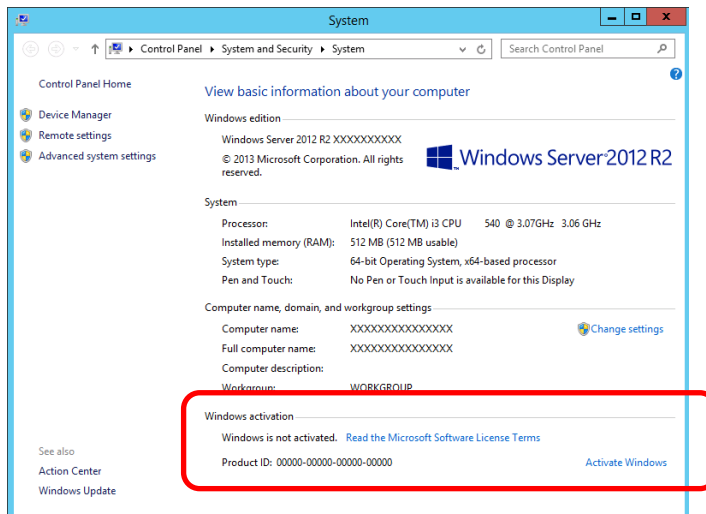 System
Control Panel ▸ System and Security ▸ System
Search Control Panel
Control Panel Home
Device Manager
Remote settings
Advanced system settings
View basic information about your computer
Windows edition
Windows Server 2012 R2 XXXXXXXXXX
© 2013 Microsoft Corporation. All rights
reserved.
Windows Server 2012 R2
System
Processor: Intel(R) Core(TM) i3 CPU 540 @ 3.07GHz 3.06 GHz
Installed memory (RAM): 512 MB (512 MB usable)
System type: 64-bit Operating System, x64-based processor
Pen and Touch: No Pen or Touch Input is available for this Display
Computer name, domain, and workgroup settings
Computer name: XXXXXXXXXXXXXXX Change settings
Full computer name: XXXXXXXXXXXXXXX
Computer description:
Workgroup: WORKGROUP
Windows activation
Windows is not activated. Read the Microsoft Software License Terms
Product ID: 00000-00000-00000-00000 Activate Windows
See also
Action Center
Windows Update